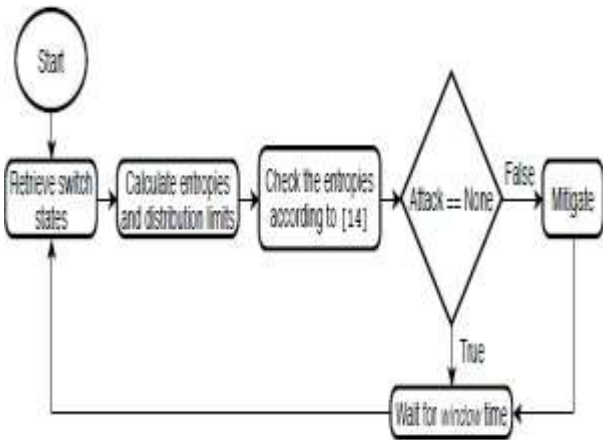 Start
Retrieve switch
states
Calculate entropies
and distribution limits
Check the entropies
according to [14]
Attack == None
False
Mitigate
True
Wait for window time